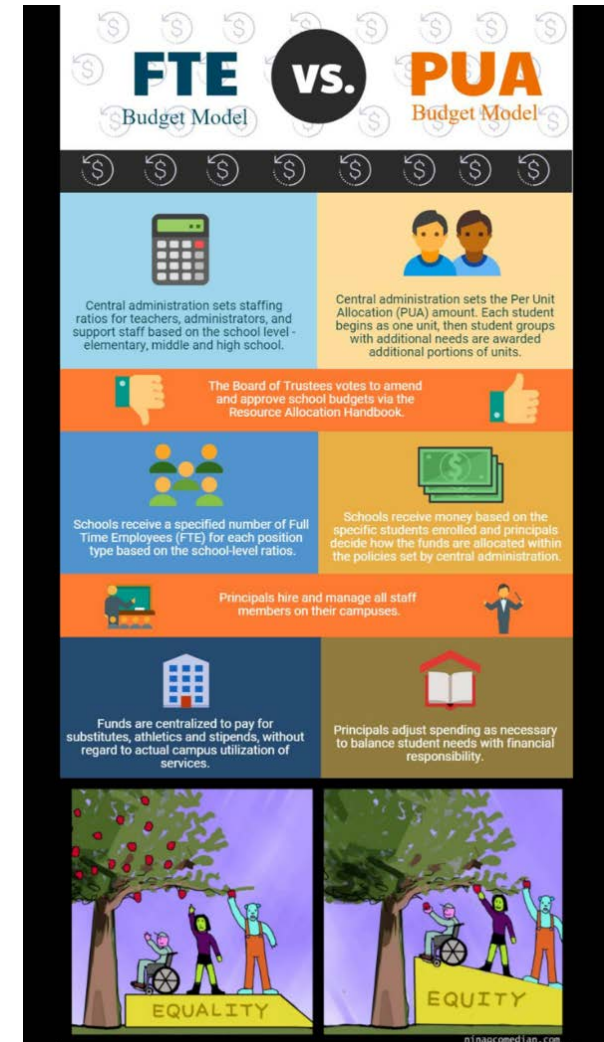 FTE
Budget Model
VS.
PUA
Budget Model
Central administration sets staffing
ratios for teachers, administrators, and
support staff based on the school level -
elementary, middle and high school.
Central administration sets the Per Unit
Allocation (PUA) amount. Each student
begins as one unit, then student groups
with additional needs are awarded
additional portions of units.
The Board of Trustees votes to amend
and approve school budgets via the
Resource Allocation Handbook.
Schools receive a specified number of Full
Time Employees (FTE) for each position
type based on the school-level ratios.
Schools receive money based on the
specific students enrolled and principals
decide how the funds are allocated within
the policies set by central administration.
Principals hire and manage all staff
members on their campuses.
Funds are centralized to pay for
substitutes, athletics and stipends, without
regard to actual campus utilization of
services.
Principals adjust spending as necessary
to balance student needs with financial
responsibility.
EQUALITY
EQUITY